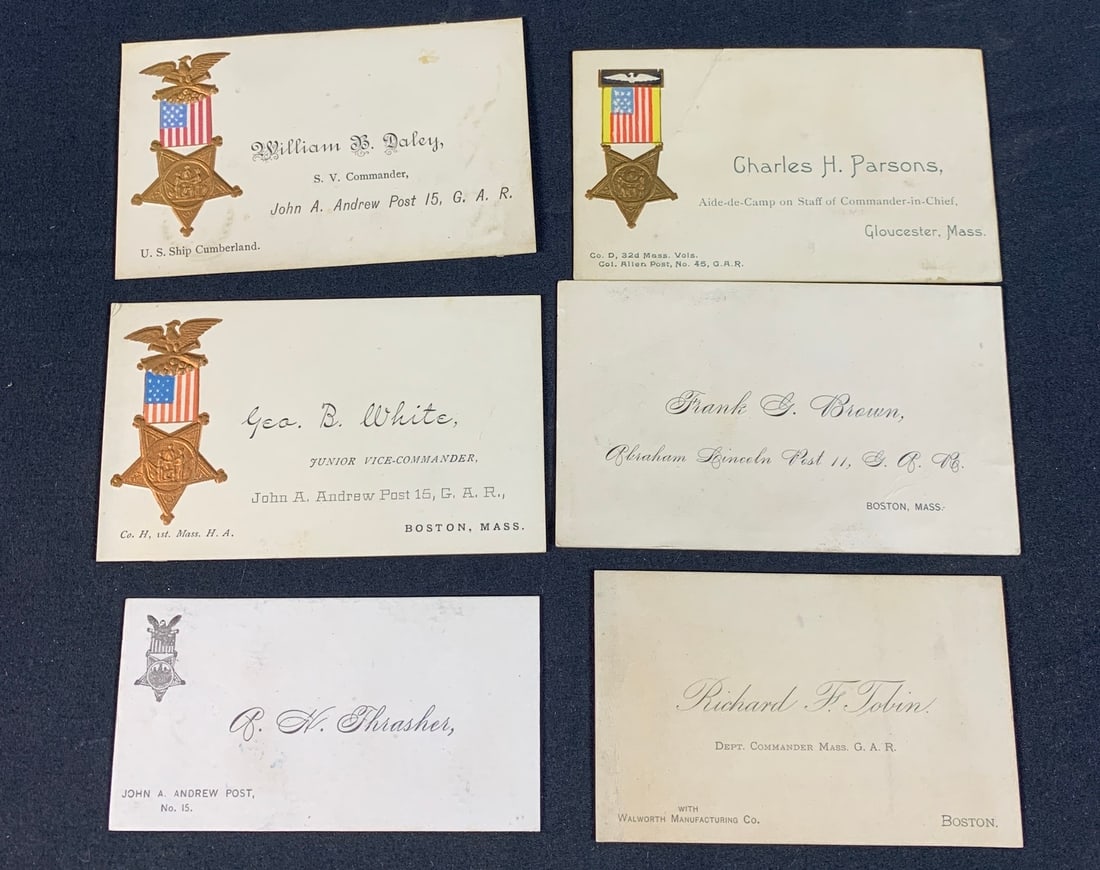 William B. Daley,
S. V. Commander,
John A. Andrew Post 15, G. A. R.
U. S. Ship Cumberland.
Charles H. Parsons,
Aide-de-Camp on Staff of Commander-in-Chief,
Gloucester, Mass.
Co. D, 32d Mass. Vols.
Col. Allen Post, No. 45, G.A.R.
Geo. B. White,
JUNIOR VICE-COMMANDER,
John A. Andrew Post 15, G. A. R.,
BOSTON, MASS.
Co. H, 1st. Mass. H. A.
Frank G. Brown,
Abraham Lincoln Post 11, G. A. R.
BOSTON, MASS.
A. H. Thrasher,
JOHN A. ANDREW POST,
No. 15.
Richard F. Tobin.
DEPT. COMMANDER MASS. G. A. R.
WITH
WALWORTH MANUFACTURING CO.
BOSTON.